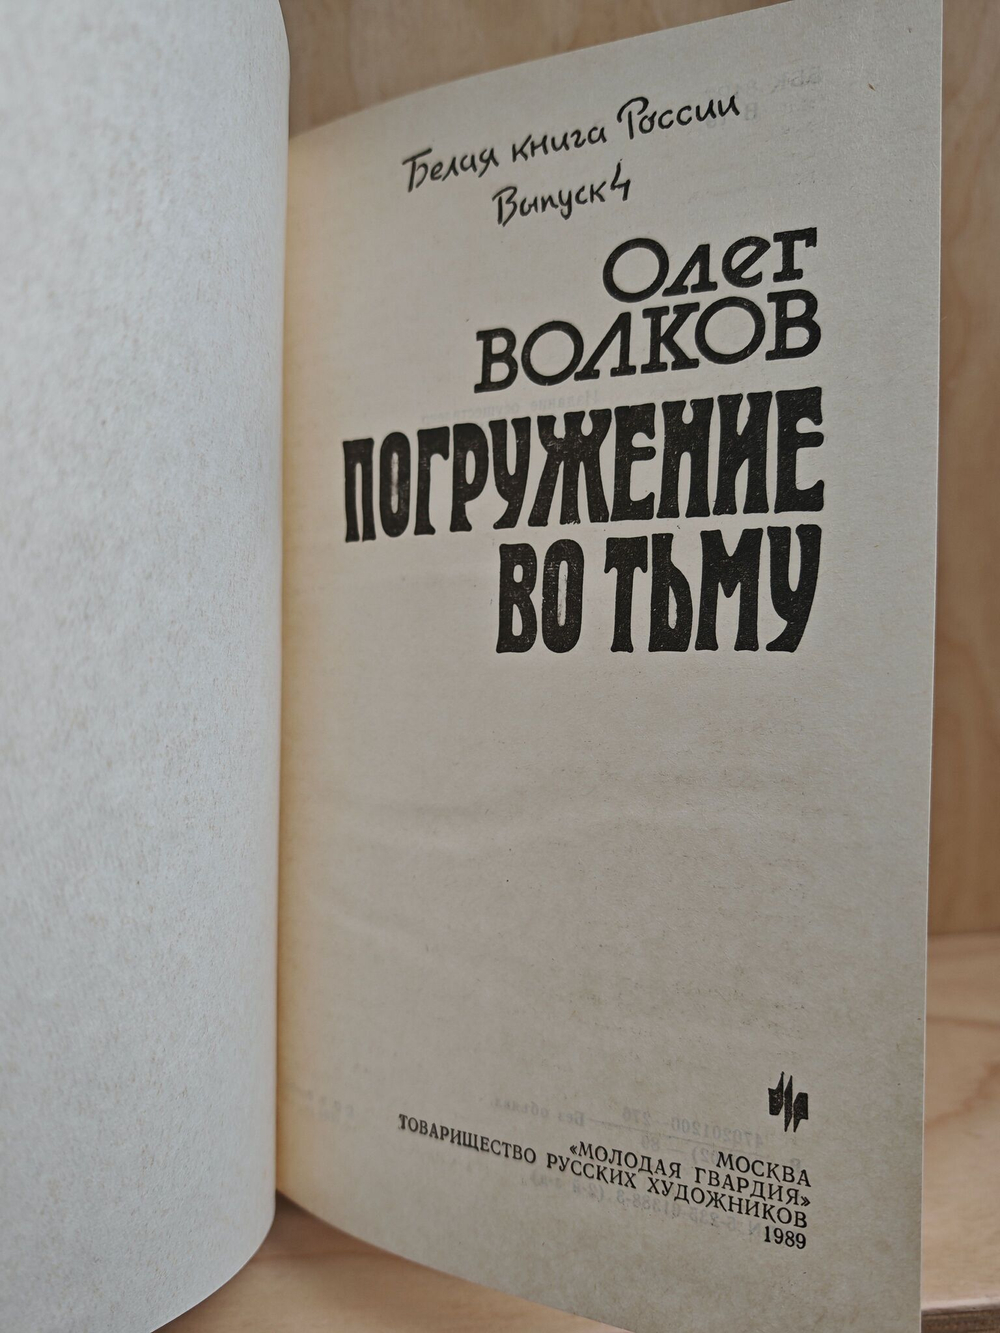 Белая книга России
Выпуск 4
Олег
ВОЛКОВ
ПОГРУЖЕНИЕ
ВО ТЬМУ
МОСКВА
«МОЛОДАЯ ГВАРДИЯ»
ТОВАРИЩЕСТВО РУССКИХ ХУДОЖНИКОВ
1989